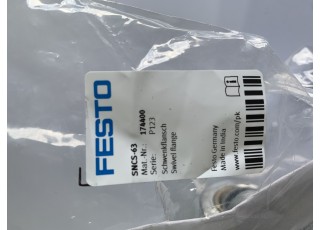 FESTO
SNCS-63
Mat.-Nr.: 174400
Serie: P123
Schwenkflansch
Swivel flange
Festo Germany
Made in India
www.festo.com/pk